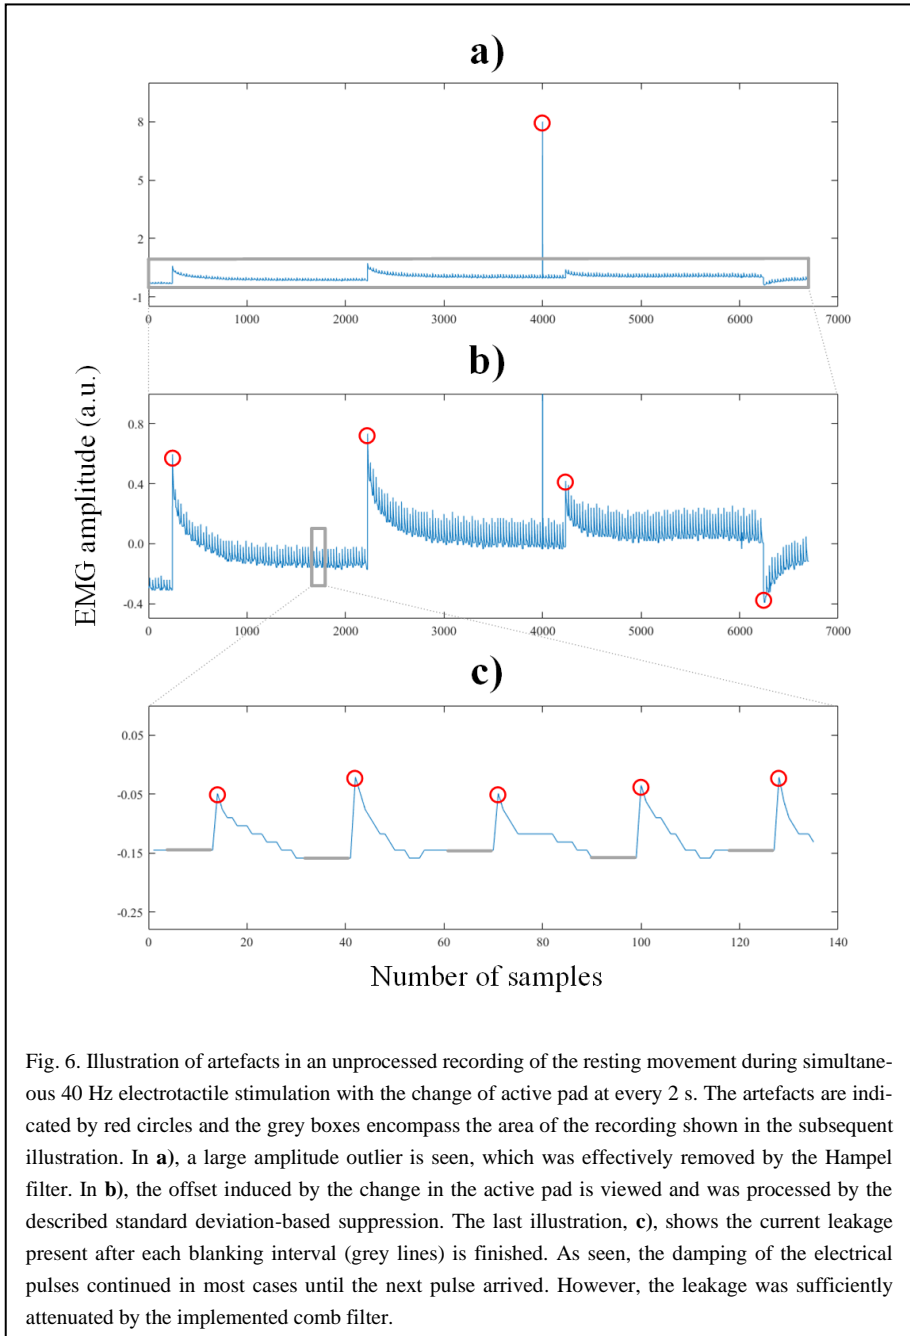 a)
8
5
2
-1
0 1000 2000 3000 4000 5000 6000 7000
b)
EMG amplitude (a.u.)
0.8
0.4
0.0
-0.4
0 1000 2000 3000 4000 5000 6000 7000
c)
0.05
-0.05
-0.15
-0.25
0 20 40 60 80 100 120 140
Number of samples
Fig. 6. Illustration of artefacts in an unprocessed recording of the resting movement during simultane-
ous 40 Hz electrotactile stimulation with the change of active pad at every 2 s. The artefacts are indi-
cated by red circles and the grey boxes encompass the area of the recording shown in the subsequent
illustration. In a), a large amplitude outlier is seen, which was effectively removed by the Hampel
filter. In b), the offset induced by the change in the active pad is viewed and was processed by the
described standard deviation-based suppression. The last illustration, c), shows the current leakage
present after each blanking interval (grey lines) is finished. As seen, the damping of the electrical
pulses continued in most cases until the next pulse arrived. However, the leakage was sufficiently
attenuated by the implemented comb filter.